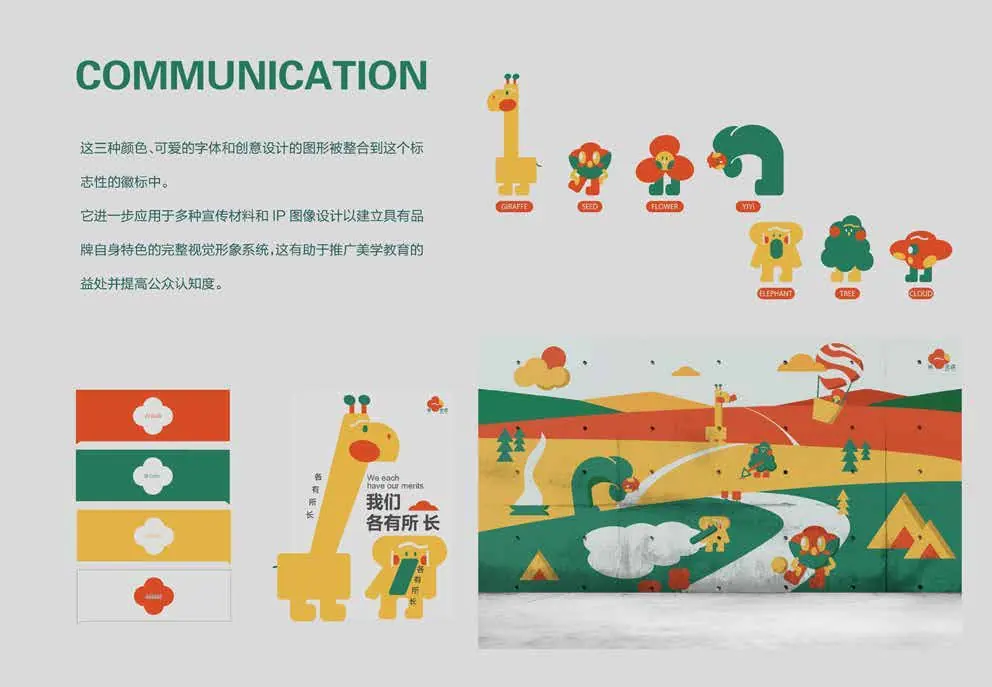 COMMUNICATION
这三种颜色、可爱的字体和创意设计的图形被整合到这个标
志性的徽标中。
它进一步应用于多种宣传材料和 IP 图像设计以建立具有品
牌自身特色的完整视觉形象系统,这有助于推广美学教育的
益处并提高公众认知度。
GIRAFFE
SEED
FLOWER
YIYI
ELEPHANT
TREE
CLOUD
各有所长
We each
have our merits
我们
各有所长
各有所长